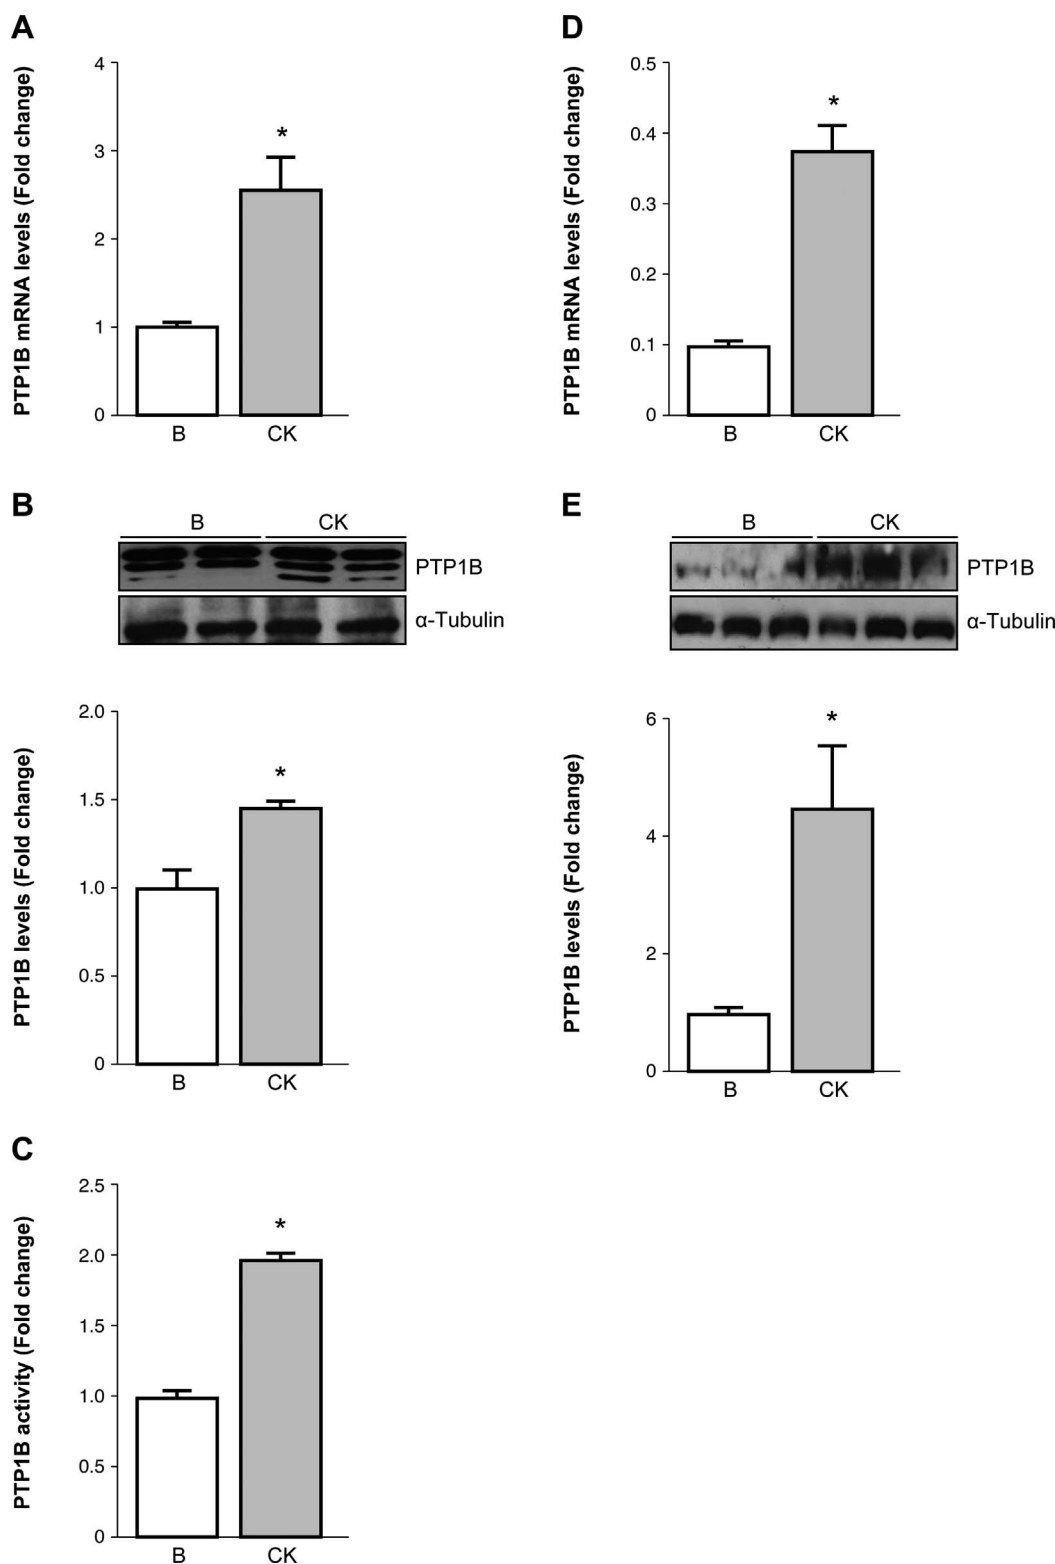 A
PTP1B mRNA levels (Fold change)
4
3
2
1
0
*
B
CK
D
PTP1B mRNA levels (Fold change)
0.5
0.4
0.3
0.2
0.1
0
*
B
CK
B
B
CK
PTP1B
α-Tubulin
PTP1B levels (Fold change)
2.0
1.5
1.0
0.5
0
*
B
CK
E
B
CK
PTP1B
α-Tubulin
PTP1B levels (Fold change)
6
4
2
0
*
B
CK
C
PTP1B activity (Fold change)
2.5
2.0
1.5
1.0
0.5
0
*
B
CK